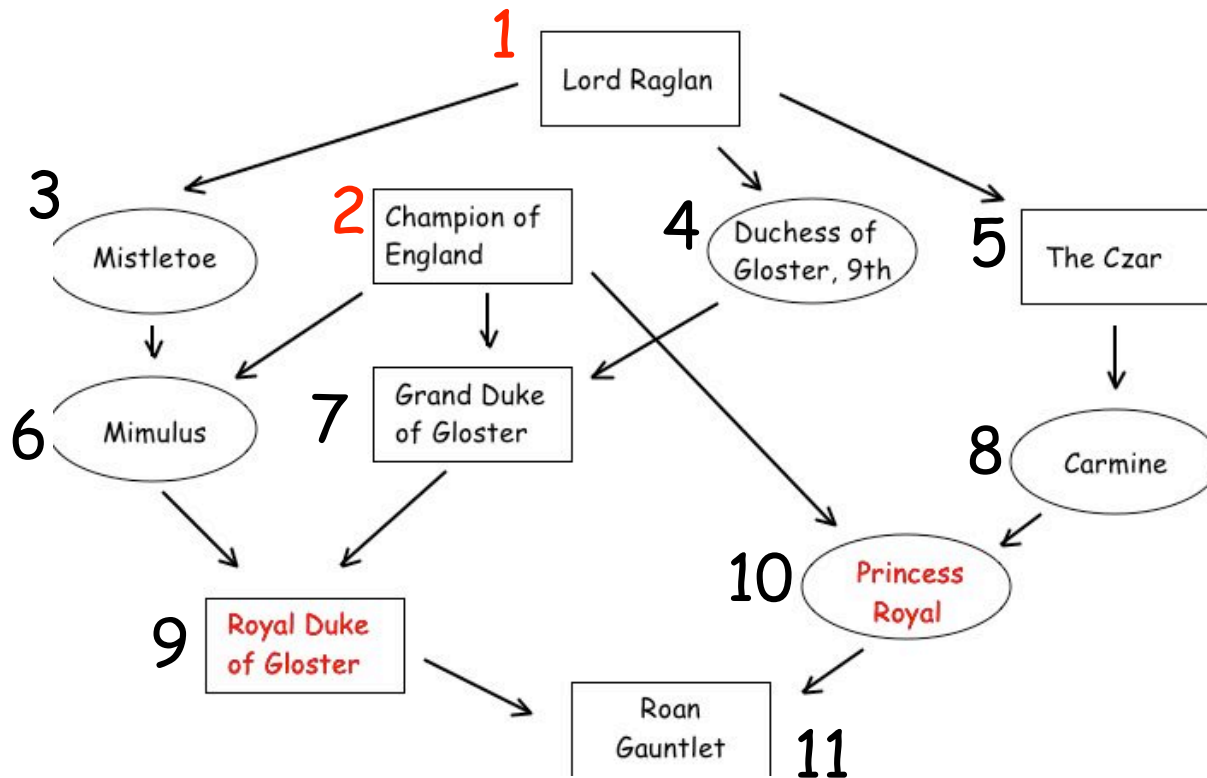 1
Lord Raglan
3
Mistletoe
2
Champion of
England
4
Duchess of
Gloster, 9th
5
The Czar
6
Mimulus
7
Grand Duke
of Gloster
8
Carmine
9
Royal Duke
of Gloster
10
Princess
Royal
Roan
Gauntlet
11